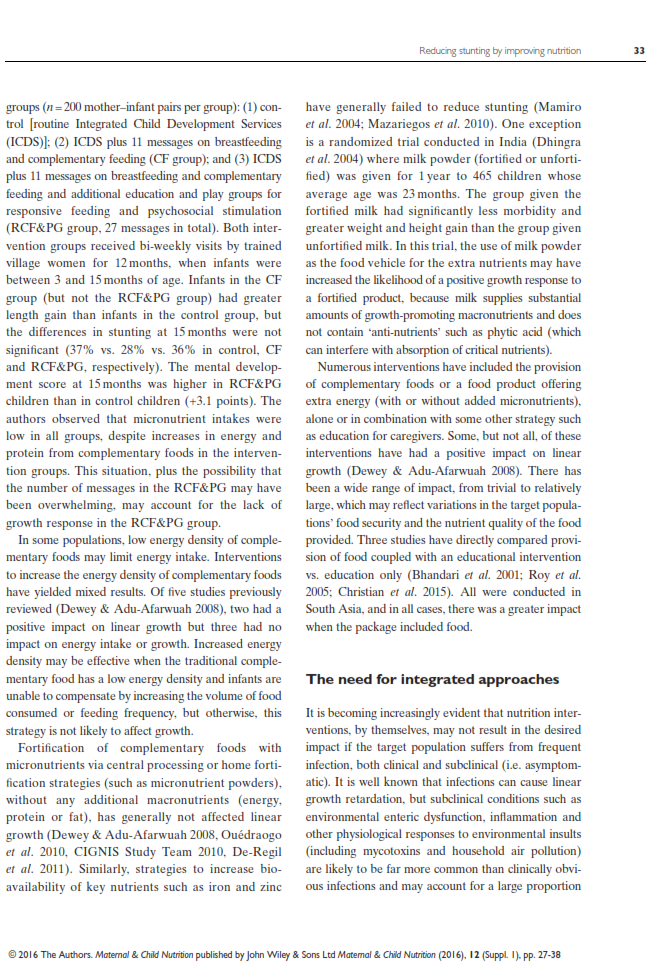 Reducing stunting by improving nutrition 33
groups (n = 200 mother–infant pairs per group): (1) con-
trol [routine Integrated Child Development Services
(ICDS)]; (2) ICDS plus 11 messages on breastfeeding
and complementary feeding (CF group); and (3) ICDS
plus 11 messages on breastfeeding and complementary
feeding and additional education and play groups for
responsive feeding and psychosocial stimulation
(RCF&PG group, 27 messages in total). Both inter-
vention groups received bi-weekly visits by trained
village women for 12 months, when infants were
between 3 and 15 months of age. Infants in the CF
group (but not the RCF&PG group) had greater
length gain than infants in the control group, but
the differences in stunting at 15 months were not
significant (37% vs. 28% vs. 36% in control, CF
and RCF&PG, respectively). The mental develop-
ment score at 15 months was higher in RCF&PG
children than in control children (+3.1 points). The
authors observed that micronutrient intakes were
low in all groups, despite increases in energy and
protein from complementary foods in the interven-
tion groups. This situation, plus the possibility that
the number of messages in the RCF&PG may have
been overwhelming, may account for the lack of
growth response in the RCF&PG group.
In some populations, low energy density of comple-
mentary foods may limit energy intake. Interventions
to increase the energy density of complementary foods
have yielded mixed results. Of five studies previously
reviewed (Dewey & Adu-Afarwuah 2008), two had a
positive impact on linear growth but three had no
impact on energy intake or growth. Increased energy
density may be effective when the traditional comple-
mentary food has a low energy density and infants are
unable to compensate by increasing the volume of food
consumed or feeding frequency, but otherwise, this
strategy is not likely to affect growth.
Fortification of complementary foods with
micronutrients via central processing or home forti-
fication strategies (such as micronutrient powders),
without any additional macronutrients (energy,
protein or fat), has generally not affected linear
growth (Dewey & Adu-Afarwuah 2008, Ouédraogo
et al. 2010, CIGNIS Study Team 2010, De-Regil
et al. 2011). Similarly, strategies to increase bio-
availability of key nutrients such as iron and zinc
have generally failed to reduce stunting (Mamiro
et al. 2004; Mazariegos et al. 2010). One exception
is a randomized trial conducted in India (Dhingra
et al. 2004) where milk powder (fortified or unforti-
fied) was given for 1 year to 465 children whose
average age was 23 months. The group given the
fortified milk had significantly less morbidity and
greater weight and height gain than the group given
unfortified milk. In this trial, the use of milk powder
as the food vehicle for the extra nutrients may have
increased the likelihood of a positive growth response to
a fortified product, because milk supplies substantial
amounts of growth-promoting macronutrients and does
not contain ‘anti-nutrients’ such as phytic acid (which
can interfere with absorption of critical nutrients).
Numerous interventions have included the provision
of complementary foods or a food product offering
extra energy (with or without added micronutrients),
alone or in combination with some other strategy such
as education for caregivers. Some, but not all, of these
interventions have had a positive impact on linear
growth (Dewey & Adu-Afarwuah 2008). There has
been a wide range of impact, from trivial to relatively
large, which may reflect variations in the target popula-
tions’ food security and the nutrient quality of the food
provided. Three studies have directly compared provi-
sion of food coupled with an educational intervention
vs. education only (Bhandari et al. 2001; Roy et al.
2005; Christian et al. 2015). All were conducted in
South Asia, and in all cases, there was a greater impact
when the package included food.
The need for integrated approaches
It is becoming increasingly evident that nutrition inter-
ventions, by themselves, may not result in the desired
impact if the target population suffers from frequent
infection, both clinical and subclinical (i.e. asymptom-
atic). It is well known that infections can cause linear
growth retardation, but subclinical conditions such as
environmental enteric dysfunction, inflammation and
other physiological responses to environmental insults
(including mycotoxins and household air pollution)
are likely to be far more common than clinically obvi-
ous infections and may account for a large proportion
© 2016 The Authors. Maternal & Child Nutrition published by John Wiley & Sons Ltd Maternal & Child Nutrition (2016), 12 (Suppl. 1), pp. 27-38